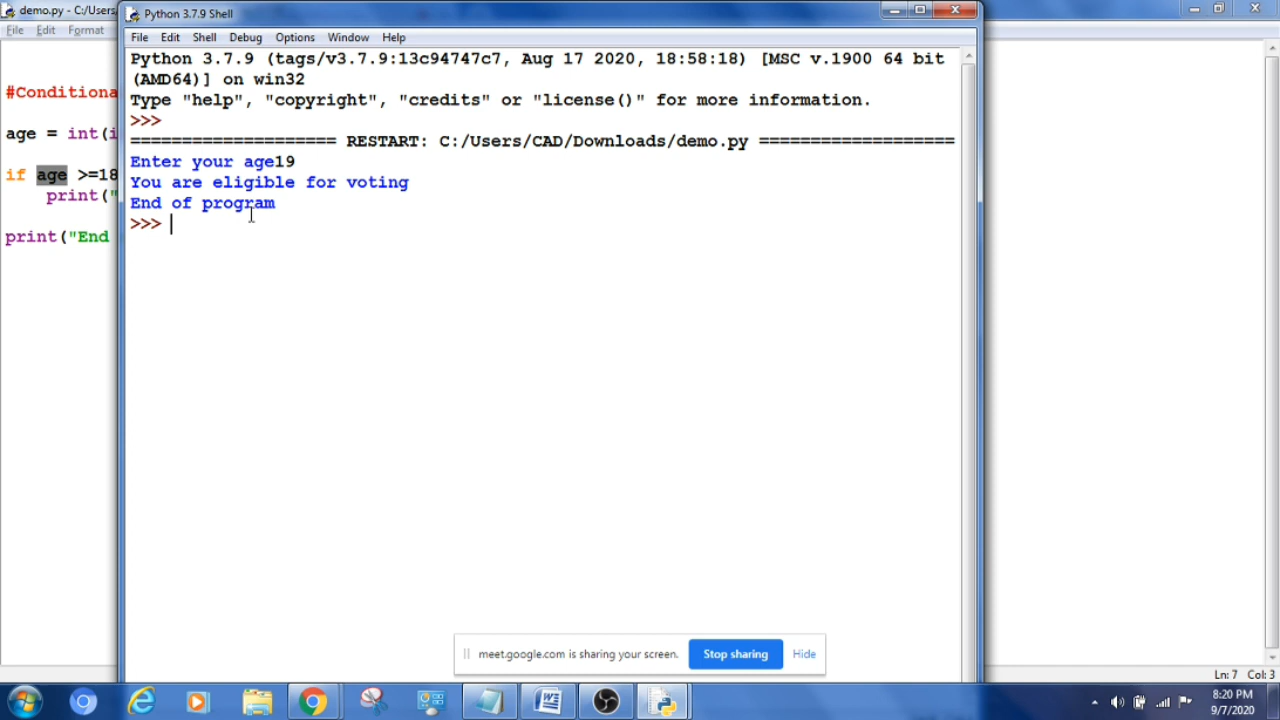 demo.py - C:/Users
File Edit Format
#Conditiona
age = int(i
if age >=18
print("
print("End
Python 3.7.9 Shell
File Edit Shell Debug Options Window Help
Python 3.7.9 (tags/v3.7.9:13c94747c7, Aug 17 2020, 18:58:18) [MSC v.1900 64 bit
(AMD64)] on win32
Type "help", "copyright", "credits" or "license()" for more information.
>>>
==================== RESTART: C:/Users/CAD/Downloads/demo.py ===================
Enter your age19
You are eligible for voting
End of program
>>>
meet.google.com is sharing your screen. Stop sharing Hide
Ln: 7 Col: 3
8:20 PM
9/7/2020